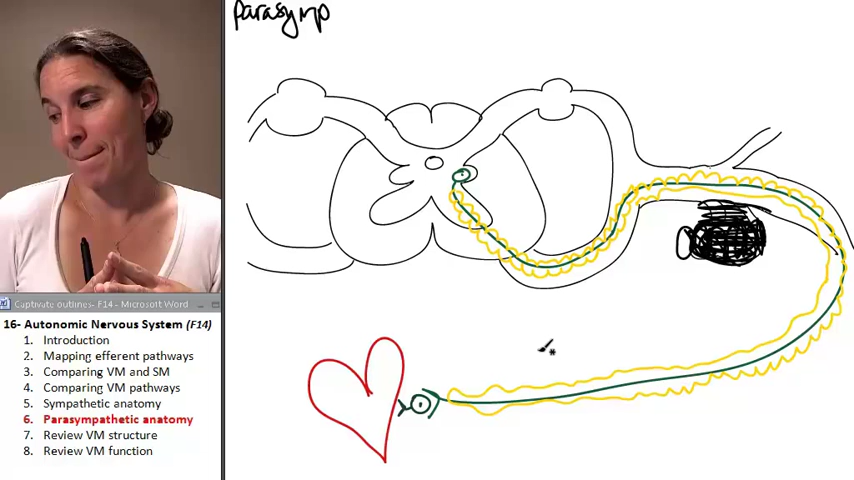 Parasymp
Captivate outlines- F14 - Microsoft Word
16- Autonomic Nervous System (F14)
1. Introduction
2. Mapping efferent pathways
3. Comparing VM and SM
4. Comparing VM pathways
5. Sympathetic anatomy
6. Parasympathetic anatomy
7. Review VM structure
8. Review VM function